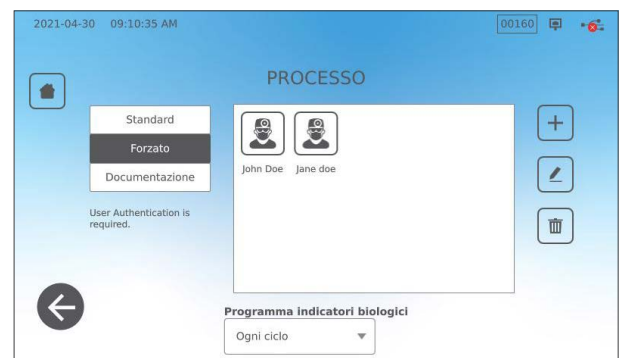 2021-04-30 09:10:35 AM
00160
PROCESSO
Standard
Forzato
Documentazione
User Authentication is
required.
John Doe
Jane doe
Programma indicatori biologici
Ogni ciclo